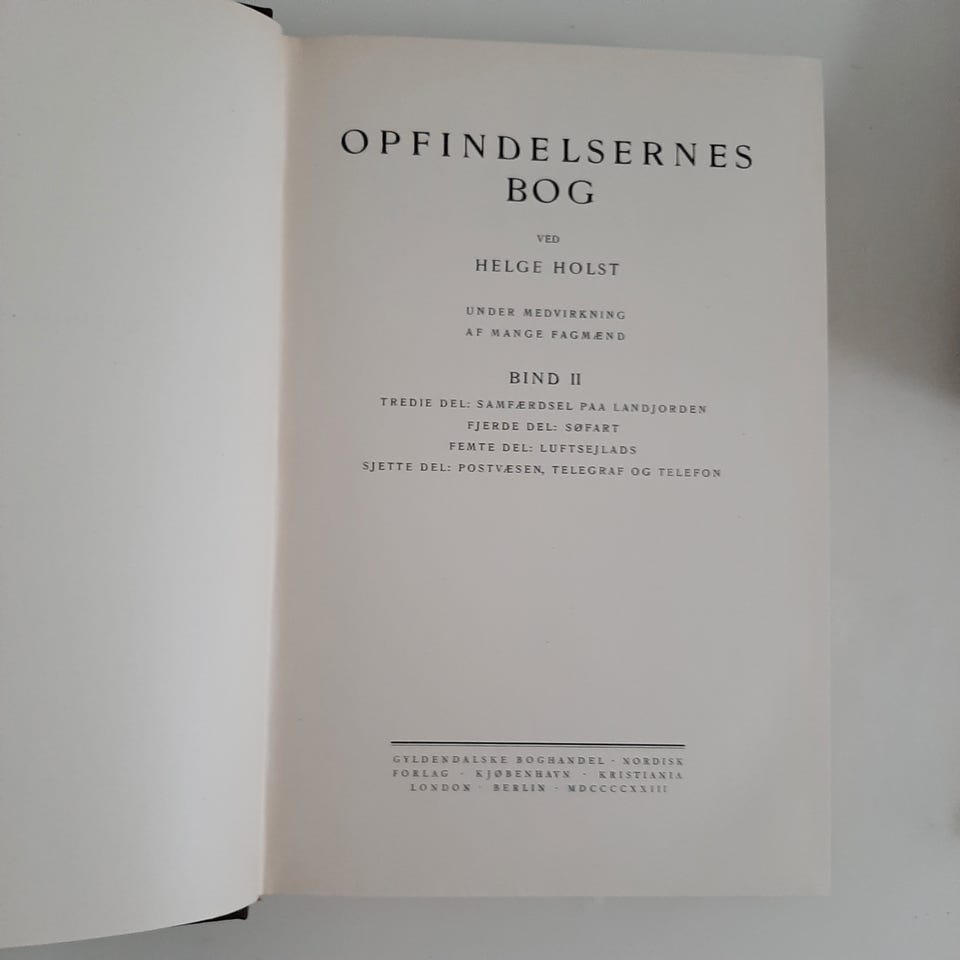 OPFINDELSERNES
BOG
VED
HELGE HOLST
UNDER MEDVIRKNING
AF MANGE FAGMÆND
BIND II
TREDIE DEL: SAMFÆRDSEL PAA LANDJORDEN
FJERDE DEL: SØFART
FEMTE DEL: LUFTSEJLADS
SJETTE DEL: POSTVÆSEN, TELEGRAF OG TELEFON
GYLDENDALSKE BOGHANDEL · NORDISK
FORLAG · KJØBENHAVN · KRISTIANIA
LONDON · BERLIN · MDCCCCXXIII